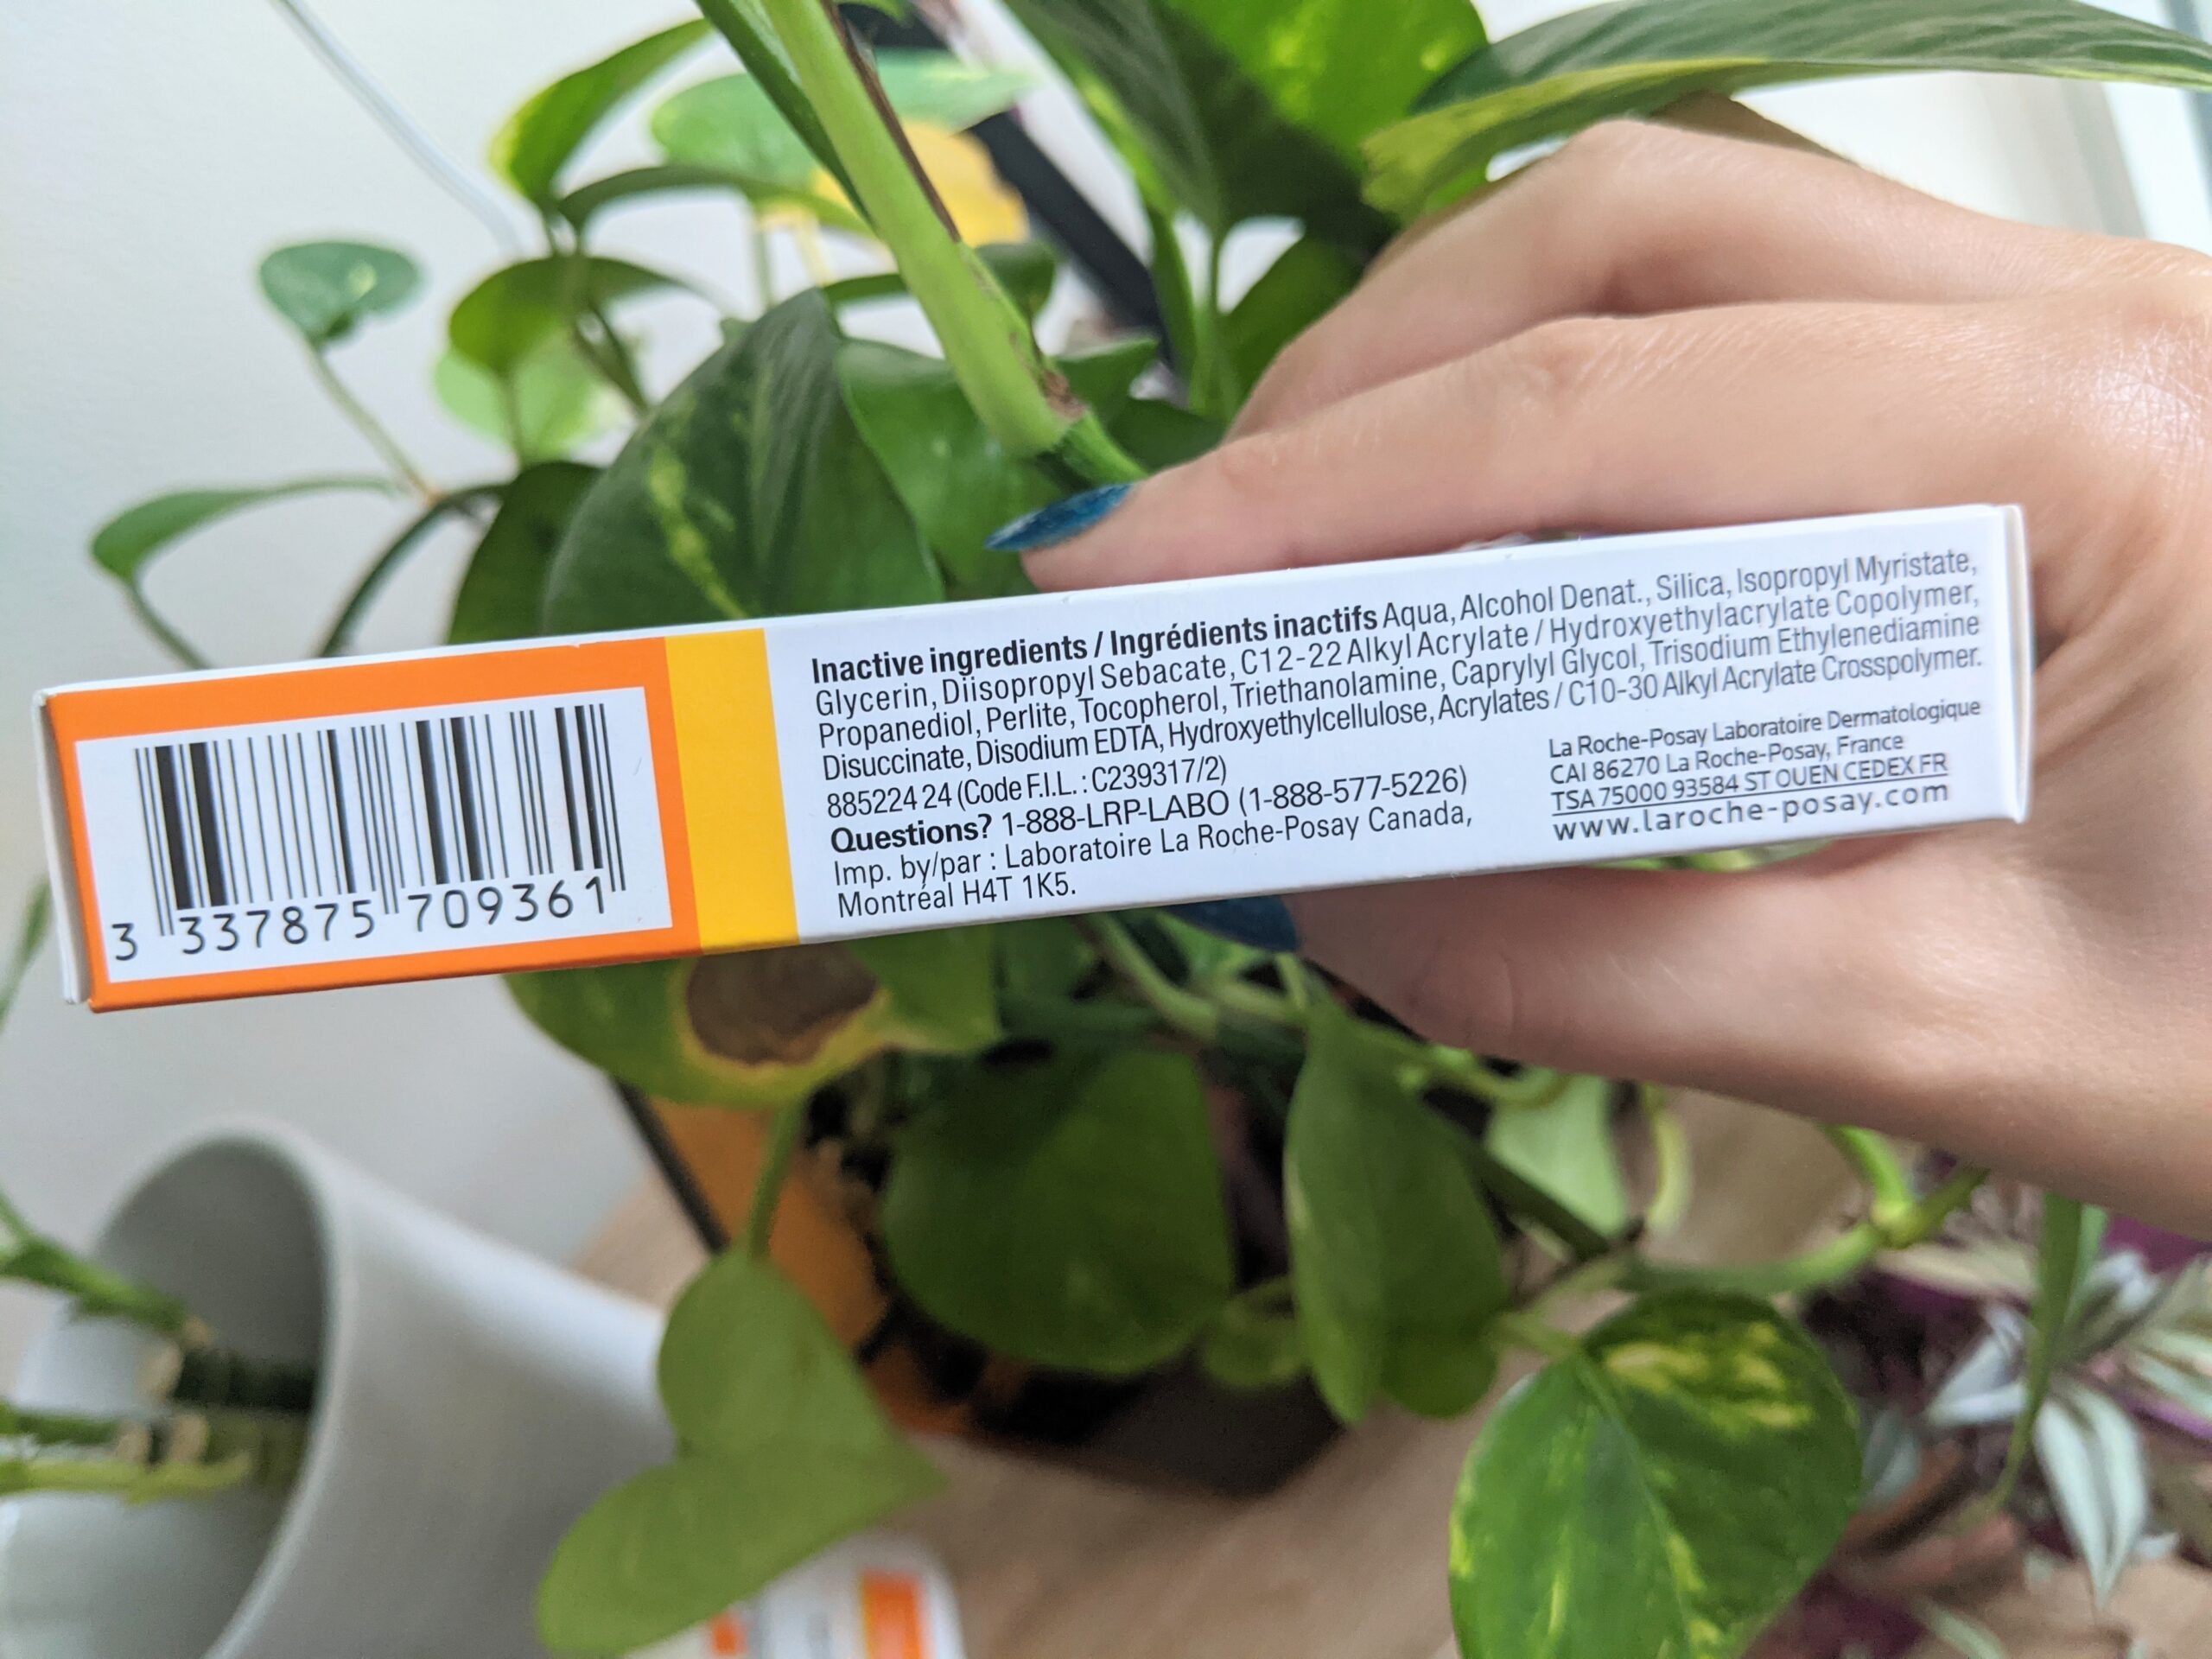 Inactive ingredients / Ingrédients inactifs Aqua, Alcohol Denat., Silica, Isopropyl Myristate,
Glycerin, Diisopropyl Sebacate, C12-22 Alkyl Acrylate / Hydroxyethylacrylate Copolymer,
Propanediol, Perlite, Tocopherol, Triethanolamine, Caprylyl Glycol, Trisodium Ethylenediamine
Disuccinate, Disodium EDTA, Hydroxyethylcellulose, Acrylates / C10-30 Alkyl Acrylate Crosspolymer.
885224 24 (Code F.I.L. : C239317/2)
Questions? 1-888-LRP-LABO (1-888-577-5226)
Imp. by/par : Laboratoire La Roche-Posay Canada,
Montréal H4T 1K5.
La Roche-Posay Laboratoire Dermatologique
CAI 86270 La Roche-Posay, France
TSA 75000 93584 ST OUEN CEDEX FR
www.laroche-posay.com
3 337875 709361